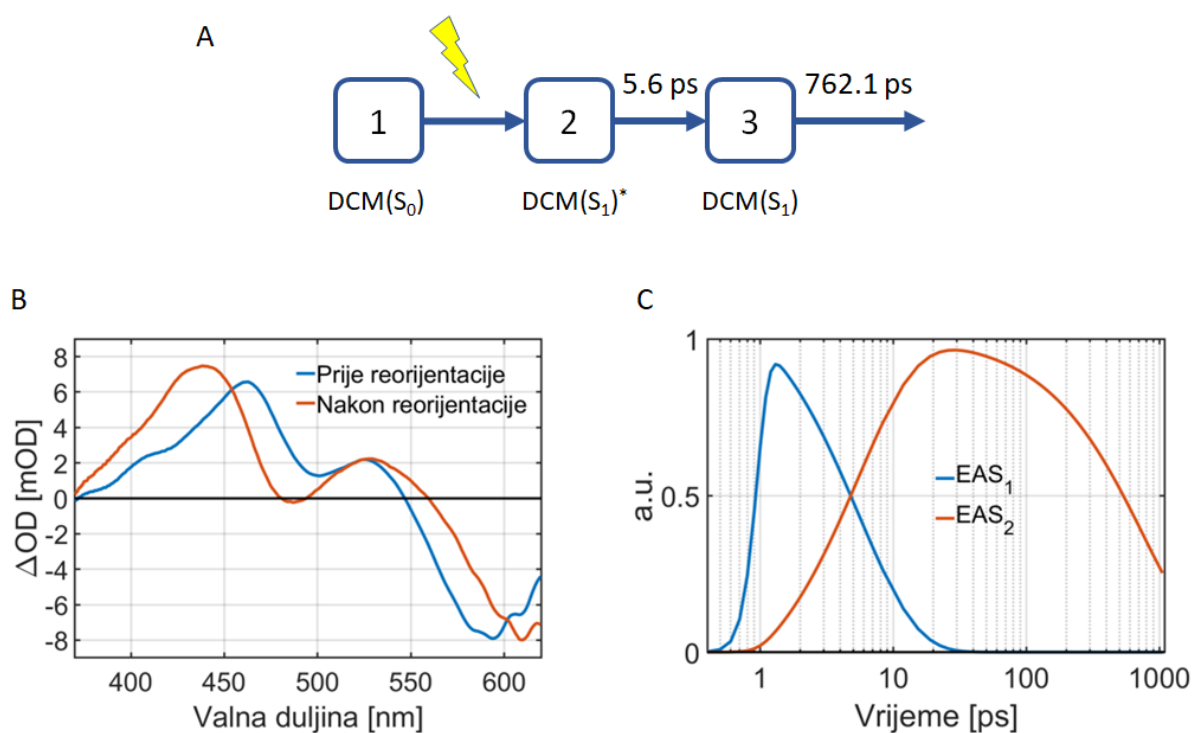 A
5.6 ps
762.1 ps
1
2
3
DCM(S₀)
DCM(S₁)*
DCM(S₁)
B
C
8
6
4
2
0
-2
-4
-6
-8
ΔOD [mOD]
Prije reorijentacije
Nakon reorijentacije
400
450
500
550
600
Valna duljina [nm]
1
0.5
0
a.u.
EAS₁
EAS₂
1
10
100
1000
Vrijeme [ps]